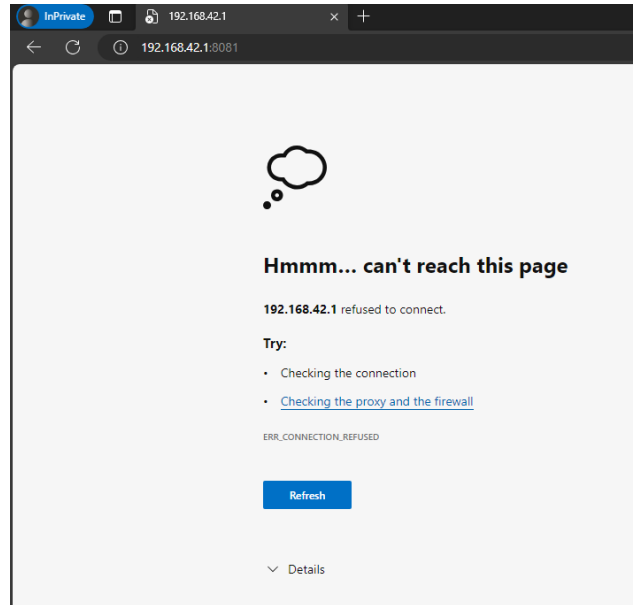 InPrivate
192.168.42.1
192.168.42.1:8081
Hmmm... can't reach this page
192.168.42.1 refused to connect.
Try:
• Checking the connection
• Checking the proxy and the firewall
ERR_CONNECTION_REFUSED
Refresh
Details